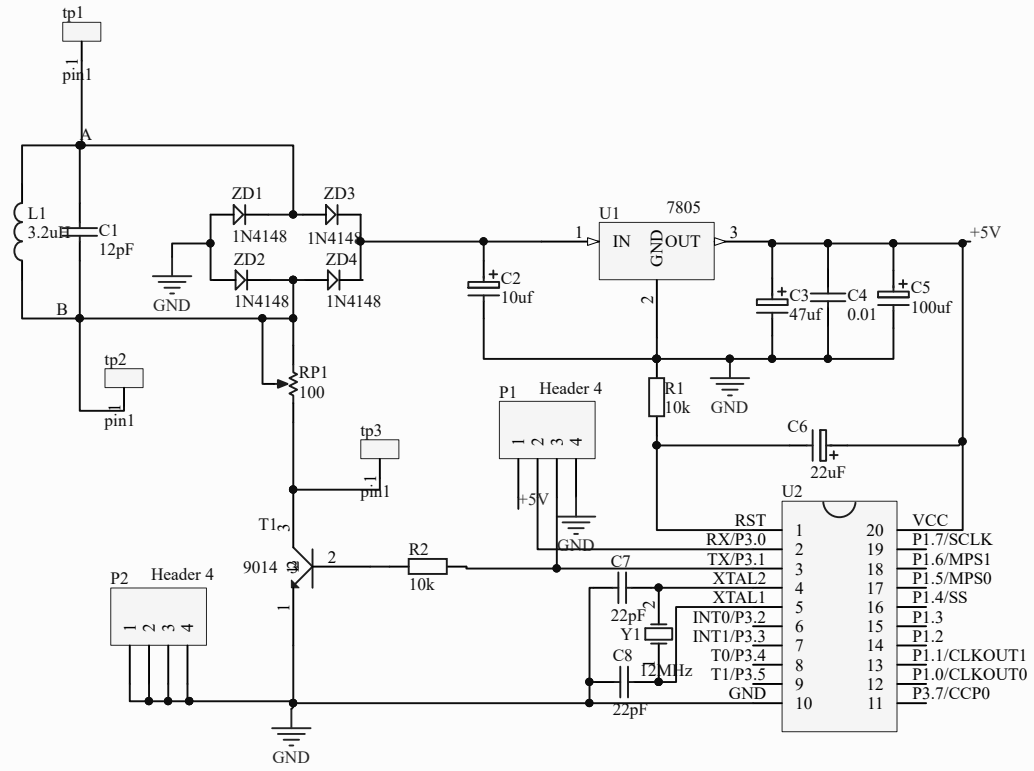 tp1
1
pin1
A
L1
3.2uH
C1
12pF
ZD1
1N4148
ZD3
1N4148
ZD2
1N4148
ZD4
1N4148
GND
B
tp2
1
pin1
RP1
100
tp3
1
pin1
C2
10uf
U1
7805
1
IN
GND
OUT
3
2
+5V
C3
47uf
C4
0.01
C5
100uf
GND
R1
10k
C6
22uF
P1
Header 4
1
2
3
4
+5V
GND
T1
3
9014
2
1
R2
10k
P2
Header 4
1
2
3
4
GND
C7
22pF
Y1
2
1
12MHz
C8
22pF
U2
RST 1
RX/P3.0 2
TX/P3.1 3
XTAL2 4
XTAL1 5
INT0/P3.2 6
INT1/P3.3 7
T0/P3.4 8
T1/P3.5 9
GND 10
20 VCC
19 P1.7/SCLK
18 P1.6/MPS1
17 P1.5/MPS0
16 P1.4/SS
15 P1.3
14 P1.2
13 P1.1/CLKOUT1
12 P1.0/CLKOUT0
11 P3.7/CCP0